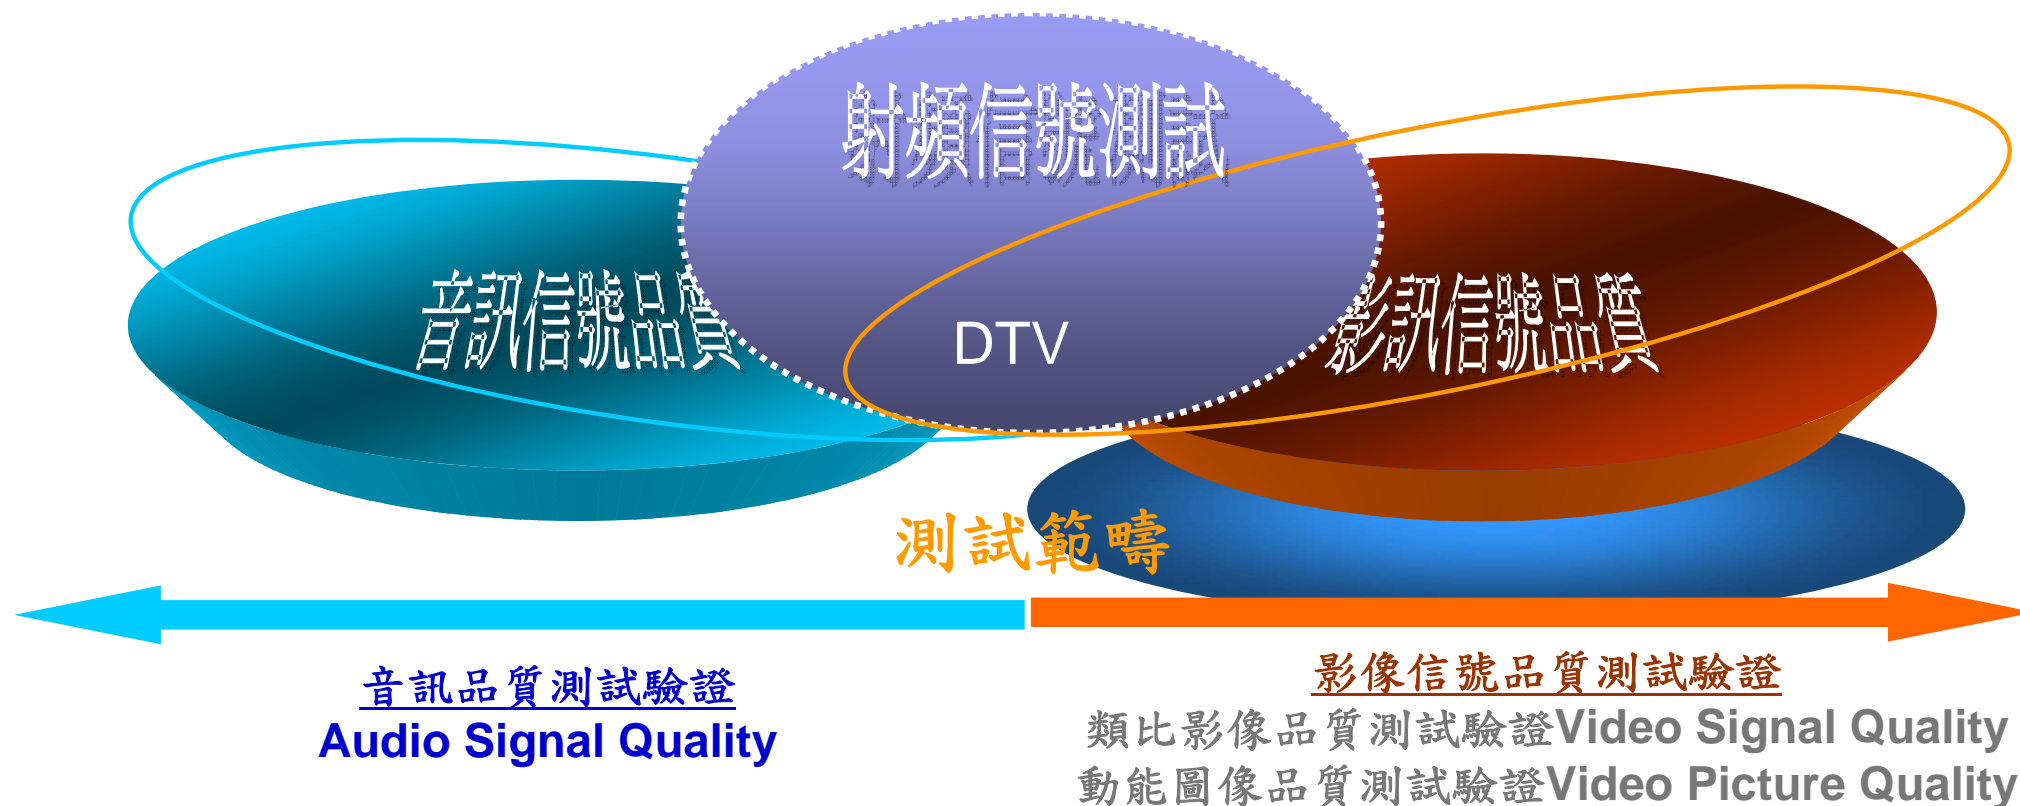 射頻信號測試
音訊信號品質
DTV
影訊信號品質
測試範疇
音訊品質測試驗證
Audio Signal Quality
影像信號品質測試驗證
類比影像品質測試驗證Video Signal Quality
動能圖像品質測試驗證Video Picture Quality